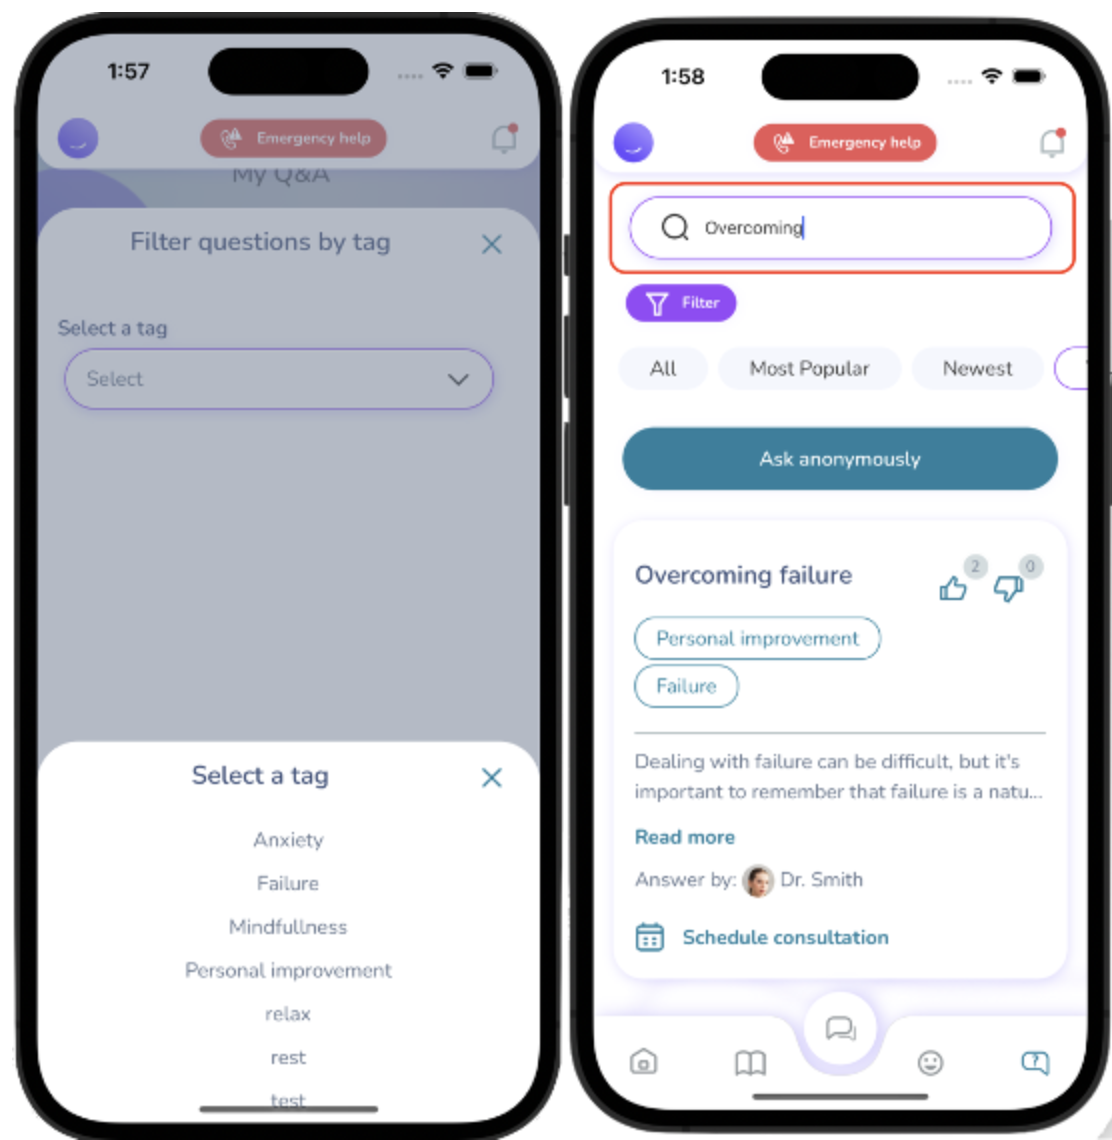 1:57
Emergency help
My Q&A
Filter questions by tag
Select a tag
Select
Select a tag
Anxiety
Failure
Mindfullness
Personal improvement
relax
rest
test
1:58
Emergency help
Overcoming
Filter
All Most Popular Newest
Ask anonymously
Overcoming failure
2 0
Personal improvement
Failure
Dealing with failure can be difficult, but it's
important to remember that failure is a natu...
Read more
Answer by: Dr. Smith
Schedule consultation